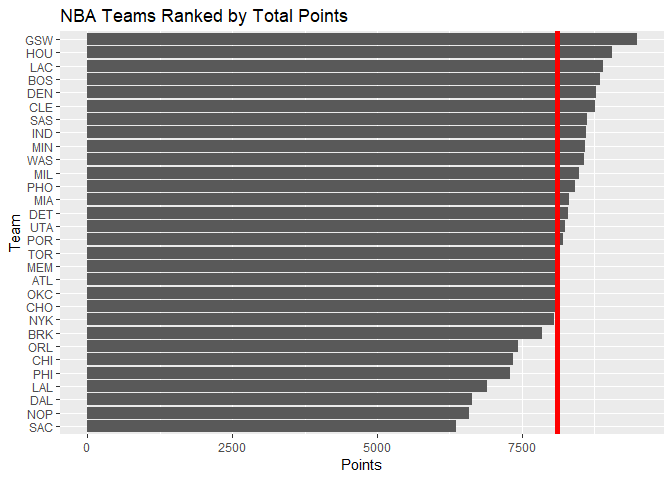 NBA Teams Ranked by Total Points
GSW
HOU
LAC
BOS
DEN
CLE
SAS
IND
MIN
WAS
MIL
PHO
MIA
DET
UTA
POR
TOR
MEM
ATL
OKC
CHO
NYK
BRK
ORL
CHI
PHI
LAL
DAL
NOP
SAC
Team
0 2500 5000 7500
Points